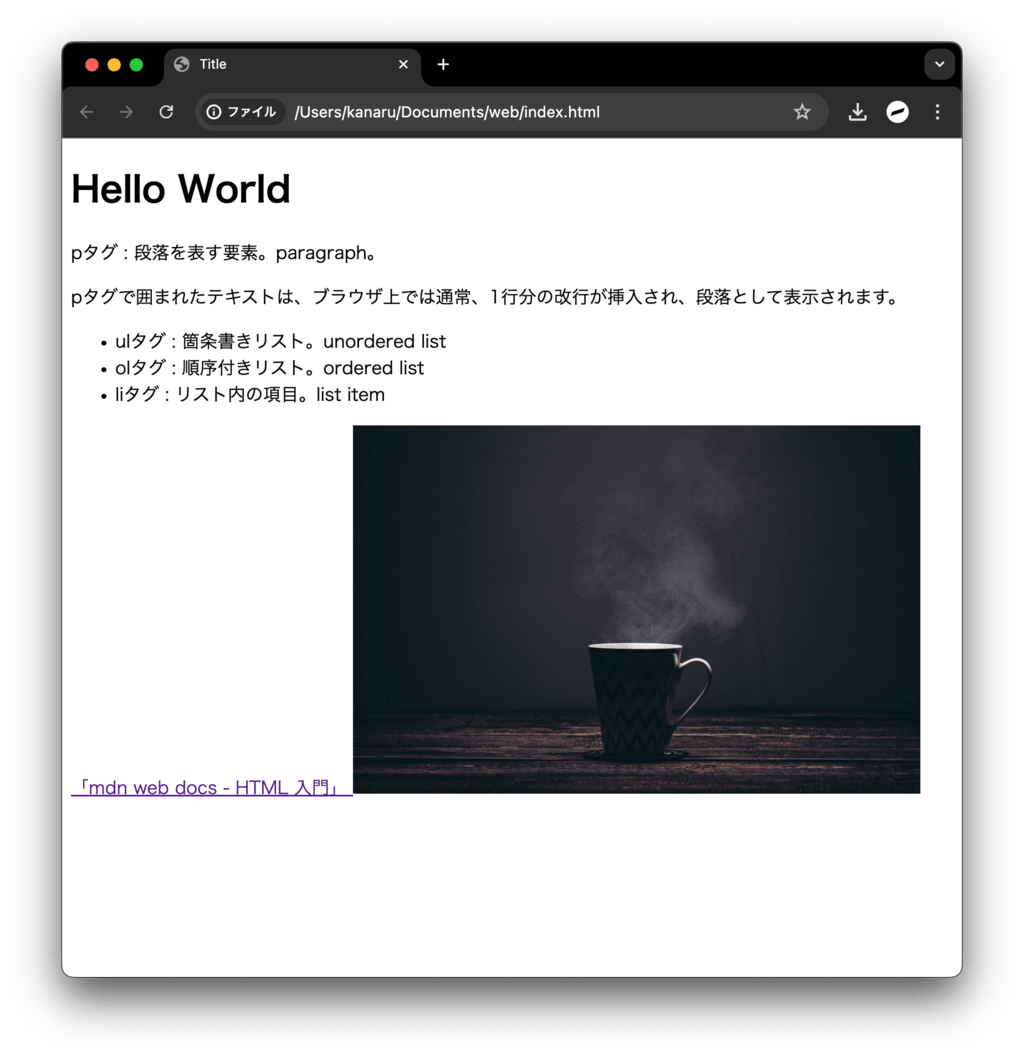 Title
ファイル
/Users/kanaru/Documents/web/index.html
Hello World
pタグ : 段落を表す要素。paragraph。
pタグで囲まれたテキストは、ブラウザ上では通常、1行分の改行が挿入され、段落として表示されます。
• ulタグ : 箇条書きリスト。unordered list
• olタグ : 順序付きリスト。ordered list
• liタグ : リスト内の項目。list item
「mdn web docs - HTML 入門」